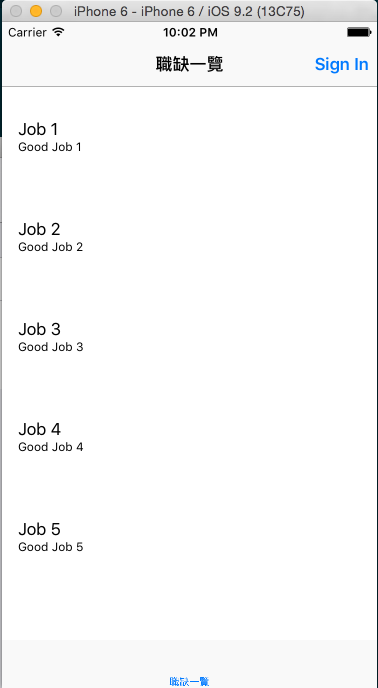 iPhone 6 - iPhone 6 / iOS 9.2 (13C75)
Carrier 10:02 PM
職缺一覽 Sign In
Job 1
Good Job 1
Job 2
Good Job 2
Job 3
Good Job 3
Job 4
Good Job 4
Job 5
Good Job 5
職缺一覽